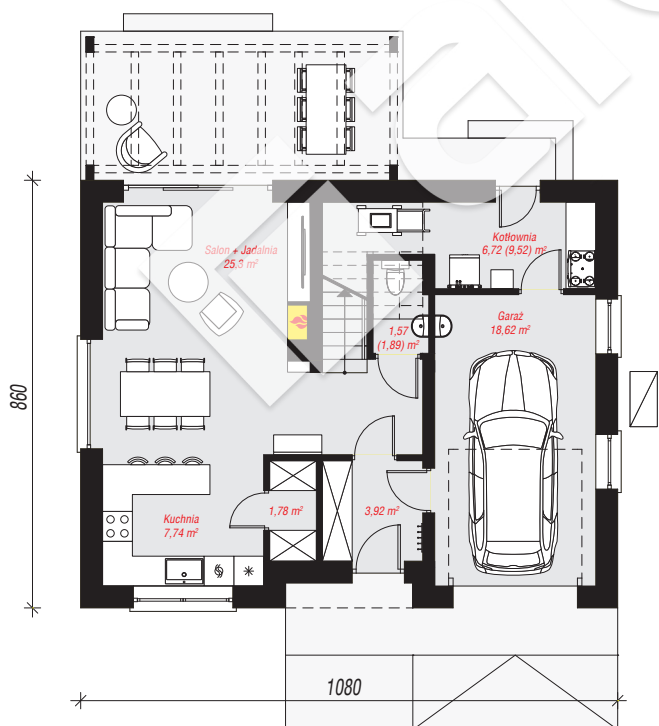 Salon + Jadalnia
25.3 m²
Kotłownia
6,72 (9,52) m²
1,57
(1,89) m²
Garaż
18,62 m²
860
Kuchnia
7,74 m²
1,78 m²
3,92 m²
1080